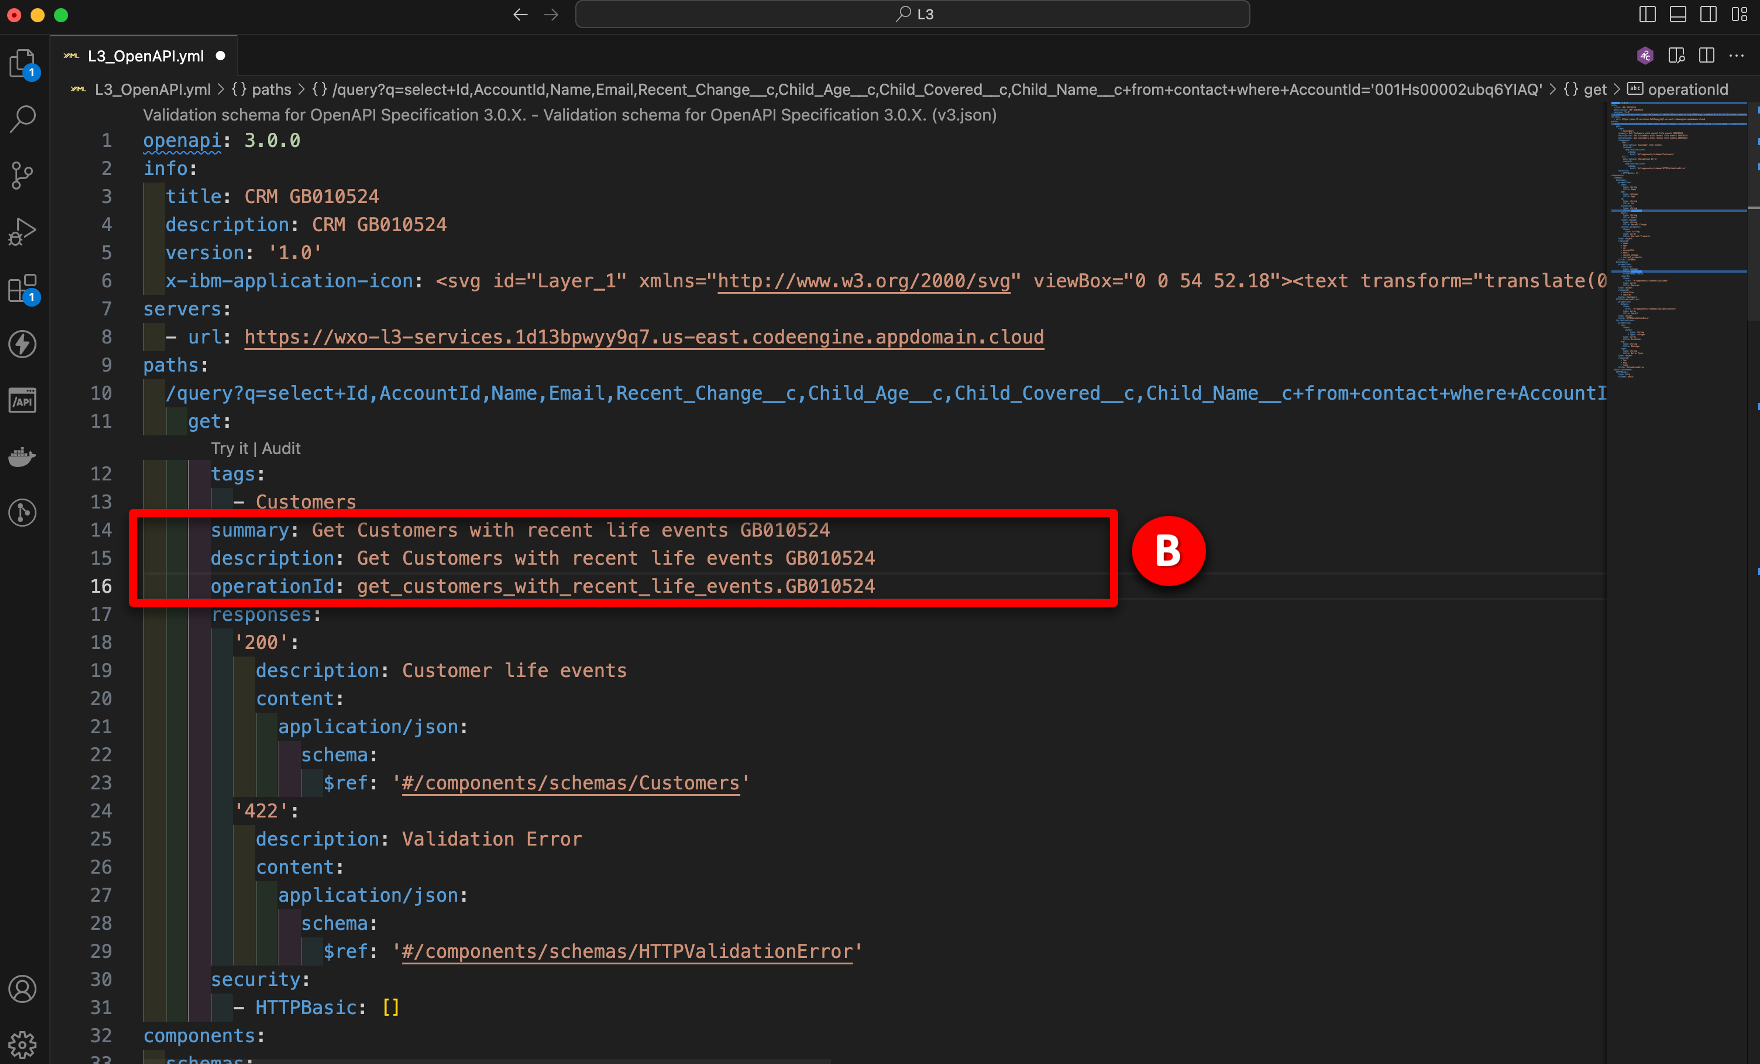 L3
L3_OpenAPI.yml
L3_OpenAPI.yml > {} paths > {} /query?q=select+Id,AccountId,Name,Email,Recent_Change__c,Child_Age__c,Child_Covered__c,Child_Name__c+from+contact+where+AccountId='001Hs00002ubq6YIAQ' > {} get > abc operationId
Validation schema for OpenAPI Specification 3.0.X. - Validation schema for OpenAPI Specification 3.0.X. (v3.json)
1 openapi: 3.0.0
2 info:
3 title: CRM GB010524
4 description: CRM GB010524
5 version: '1.0'
6 x-ibm-application-icon: <svg id="Layer_1" xmlns="http://www.w3.org/2000/svg" viewBox="0 0 54 52.18"><text transform="translate(0
7 servers:
8 - url: https://wxo-l3-services.1d13bpwyy9q7.us-east.codeengine.appdomain.cloud
9 paths:
10 /query?q=select+Id,AccountId,Name,Email,Recent_Change__c,Child_Age__c,Child_Covered__c,Child_Name__c+from+contact+where+AccountI
11 get:
Try it | Audit
12 tags:
13 - Customers
14 summary: Get Customers with recent life events GB010524
15 description: Get Customers with recent life events GB010524
16 operationId: get_customers_with_recent_life_events.GB010524
B
17 responses:
18 '200':
19 description: Customer life events
20 content:
21 application/json:
22 schema:
23 $ref: '#/components/schemas/Customers'
24 '422':
25 description: Validation Error
26 content:
27 application/json:
28 schema:
29 $ref: '#/components/schemas/HTTPValidationError'
30 security:
31 - HTTPBasic: []
32 components:
33 schemas:
1
1
/API